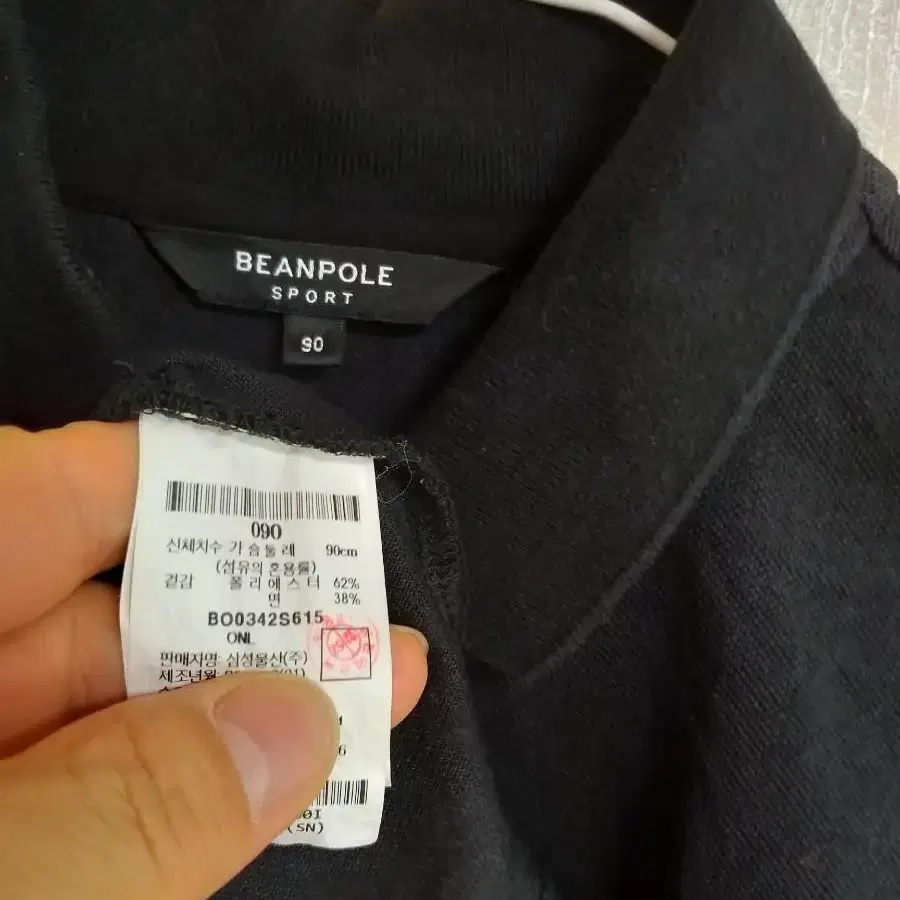 BEANPOLE
SPORT
90
090
신체치수 가 슴 둘 레 90cm
(섬유의 혼용률)
겉감 폴 리 에 스 터 62%
면 38%
BO0342S615
ONL
판매자명: 삼성물산(주)
제조년월
(SN)